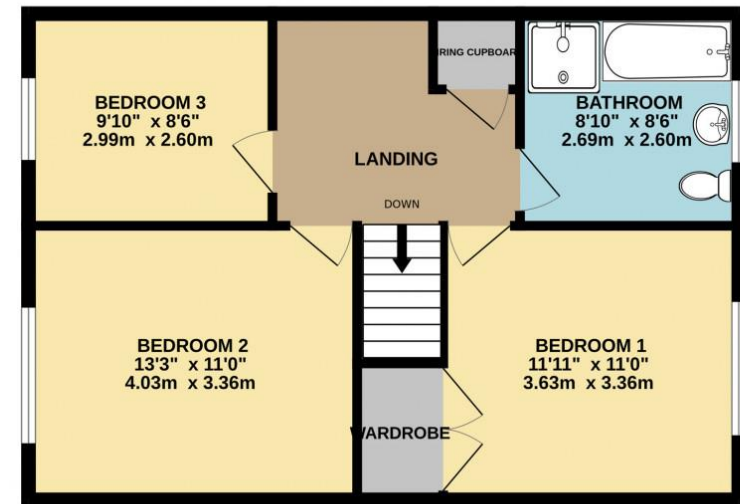 BEDROOM 3
9'10" x 8'6"
2.99m x 2.60m
IRING CUPBOAR
BATHROOM
8'10" x 8'6"
2.69m x 2.60m
LANDING
DOWN
BEDROOM 2
13'3" x 11'0"
4.03m x 3.36m
BEDROOM 1
11'11" x 11'0"
3.63m x 3.36m
WARDROBE